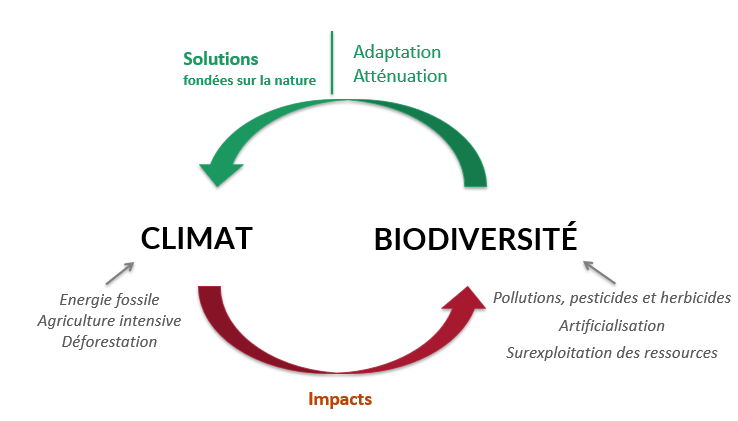 Solutions
fondées sur la nature
Adaptation
Atténuation
CLIMAT
BIODIVERSITÉ
Energie fossile
Agriculture intensive
Déforestation
Pollutions, pesticides et herbicides
Artificialisation
Surexploitation des ressources
Impacts